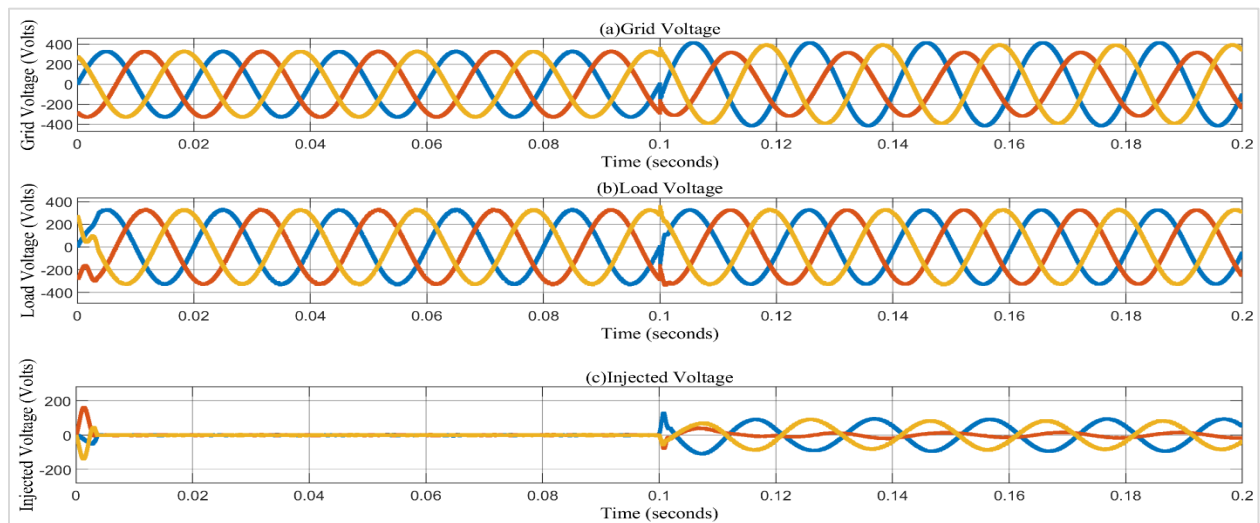 (a)Grid Voltage
Grid Voltage (Volts)
400
200
0
-200
-400
0 0.02 0.04 0.06 0.08 0.1 0.12 0.14 0.16 0.18 0.2
Time (seconds)
(b)Load Voltage
Load Voltage (Volts)
400
200
0
-200
-400
0 0.02 0.04 0.06 0.08 0.1 0.12 0.14 0.16 0.18 0.2
Time (seconds)
(c)Injected Voltage
Injected Voltage (Volts)
200
0
-200
0 0.02 0.04 0.06 0.08 0.1 0.12 0.14 0.16 0.18 0.2
Time (seconds)